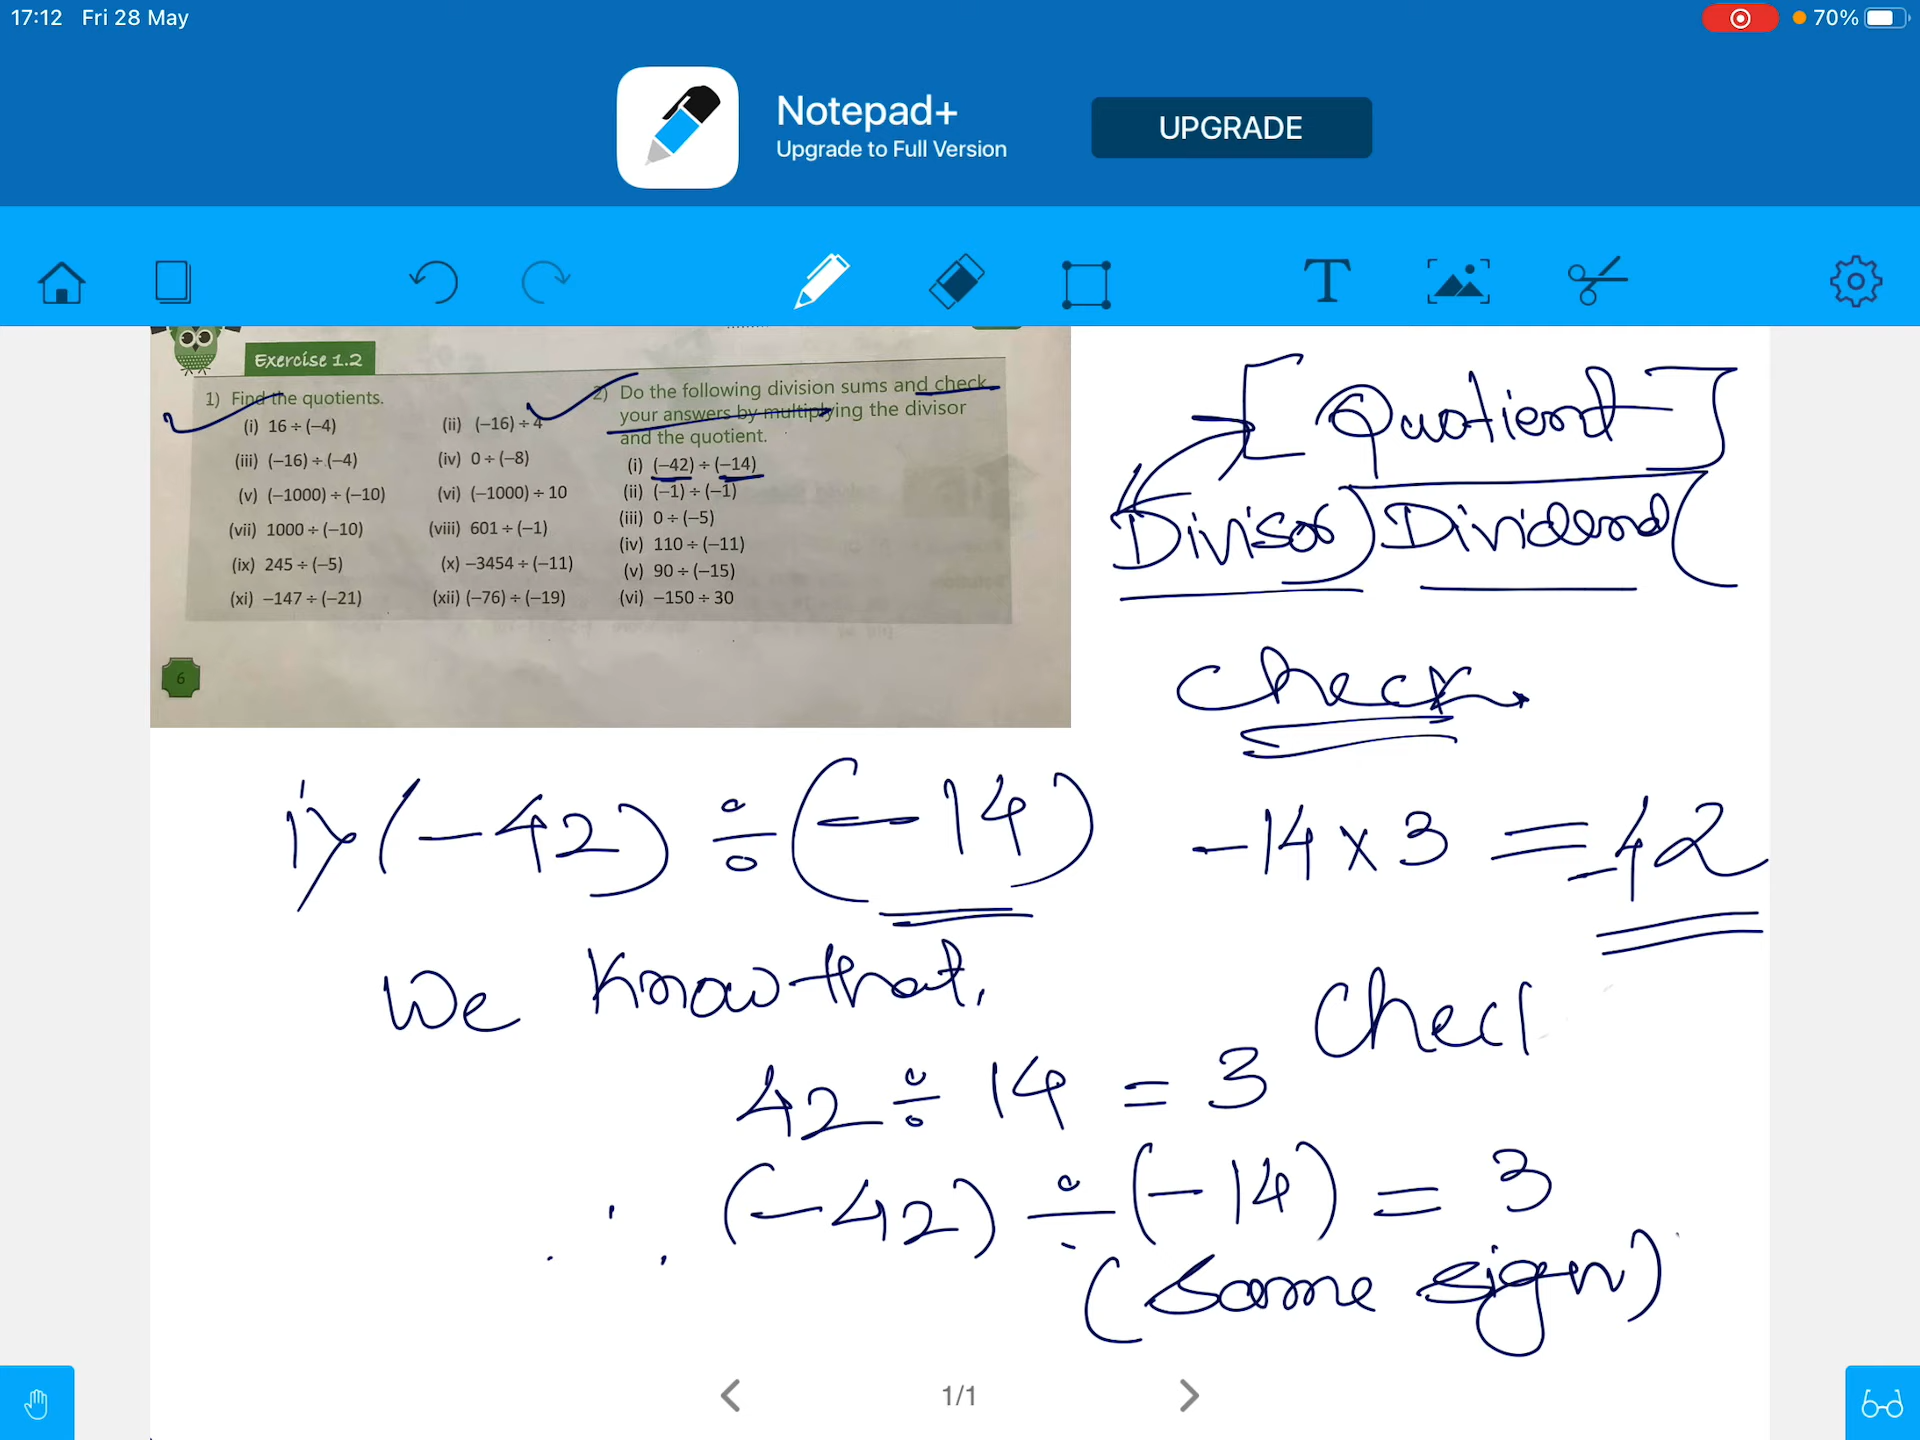 17:12 Fri 28 May
70%
Notepad+
Upgrade to Full Version
UPGRADE
T
Exercise 1.2
1) Find the quotients.
(i) 16 ÷ (−4)
(ii) (−16) ÷ 4
(iii) (−16) ÷ (−4)
(iv) 0 ÷ (−8)
(v) (−1000) ÷ (−10)
(vi) (−1000) ÷ 10
(vii) 1000 ÷ (−10)
(viii) 601 ÷ (−1)
(ix) 245 ÷ (−5)
(x) −3454 ÷ (−11)
(xi) −147 ÷ (−21)
(xii) (−76) ÷ (−19)
2) Do the following division sums and check
your answers by multiplying the divisor
and the quotient.
(i) (−42) ÷ (−14)
(ii) (−1) ÷ (−1)
(iii) 0 ÷ (−5)
(iv) 110 ÷ (−11)
(v) 90 ÷ (−15)
(vi) −150 ÷ 30
6
[ Quotient ]
Divisor ) Dividend (
check
i) (−42) ÷ (−14)
−14 × 3 = −42
We know that,
Chec
42 ÷ 14 = 3
∴ (−42) ÷ (−14) = 3
(same sign)
1/1